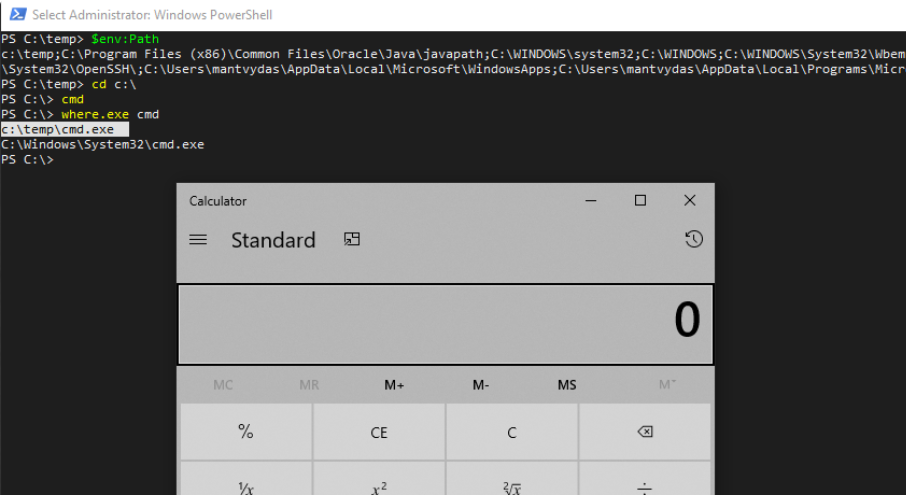 Select Administrator: Windows PowerShell
PS C:\temp> $env:Path
c:\temp;C:\Program Files (x86)\Common Files\Oracle\Java\javapath;C:\WINDOWS\system32;C:\WINDOWS;C:\WINDOWS\System32\Wbem
\System32\OpenSSH\;C:\Users\mantvydas\AppData\Local\Microsoft\WindowsApps;C:\Users\mantvydas\AppData\Local\Programs\Micr
PS C:\temp> cd c:\
PS C:\> cmd
PS C:\> where.exe cmd
c:\temp\cmd.exe
C:\Windows\System32\cmd.exe
PS C:\>
Calculator
Standard
0
MC MR M+ M- MS M˅
% CE C
¹/x x² ²√x ÷